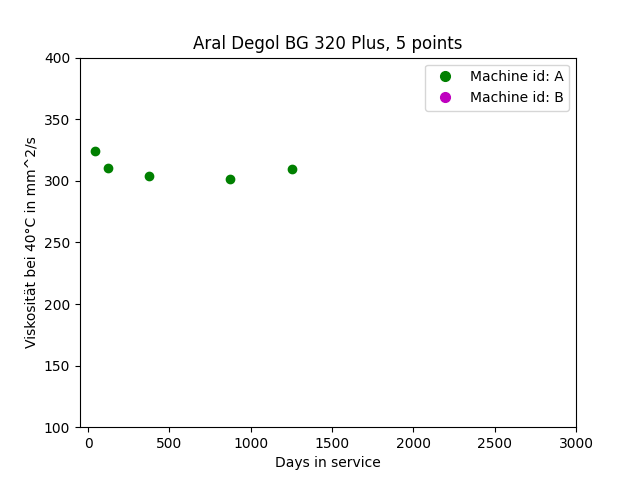 Aral Degol BG 320 Plus, 5 points
Machine id: A
Machine id: B
Viskosität bei 40°C in mm^2/s
400
350
300
250
200
150
100
0
500
1000
1500
2000
2500
3000
Days in service